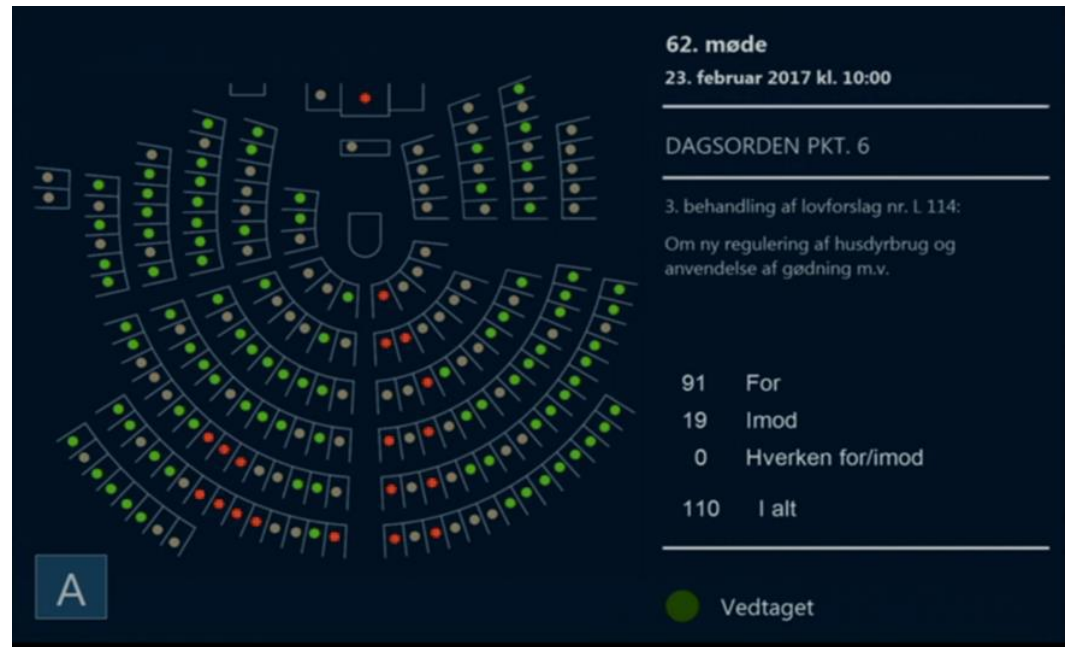 62. møde
23. februar 2017 kl. 10:00
DAGSORDEN PKT. 6
3. behandling af lovforslag nr. L 114:
Om ny regulering af husdyrbrug og
anvendelse af gødning m.v.
91 For
19 Imod
0 Hverken for/imod
110 I alt
Vedtaget
A